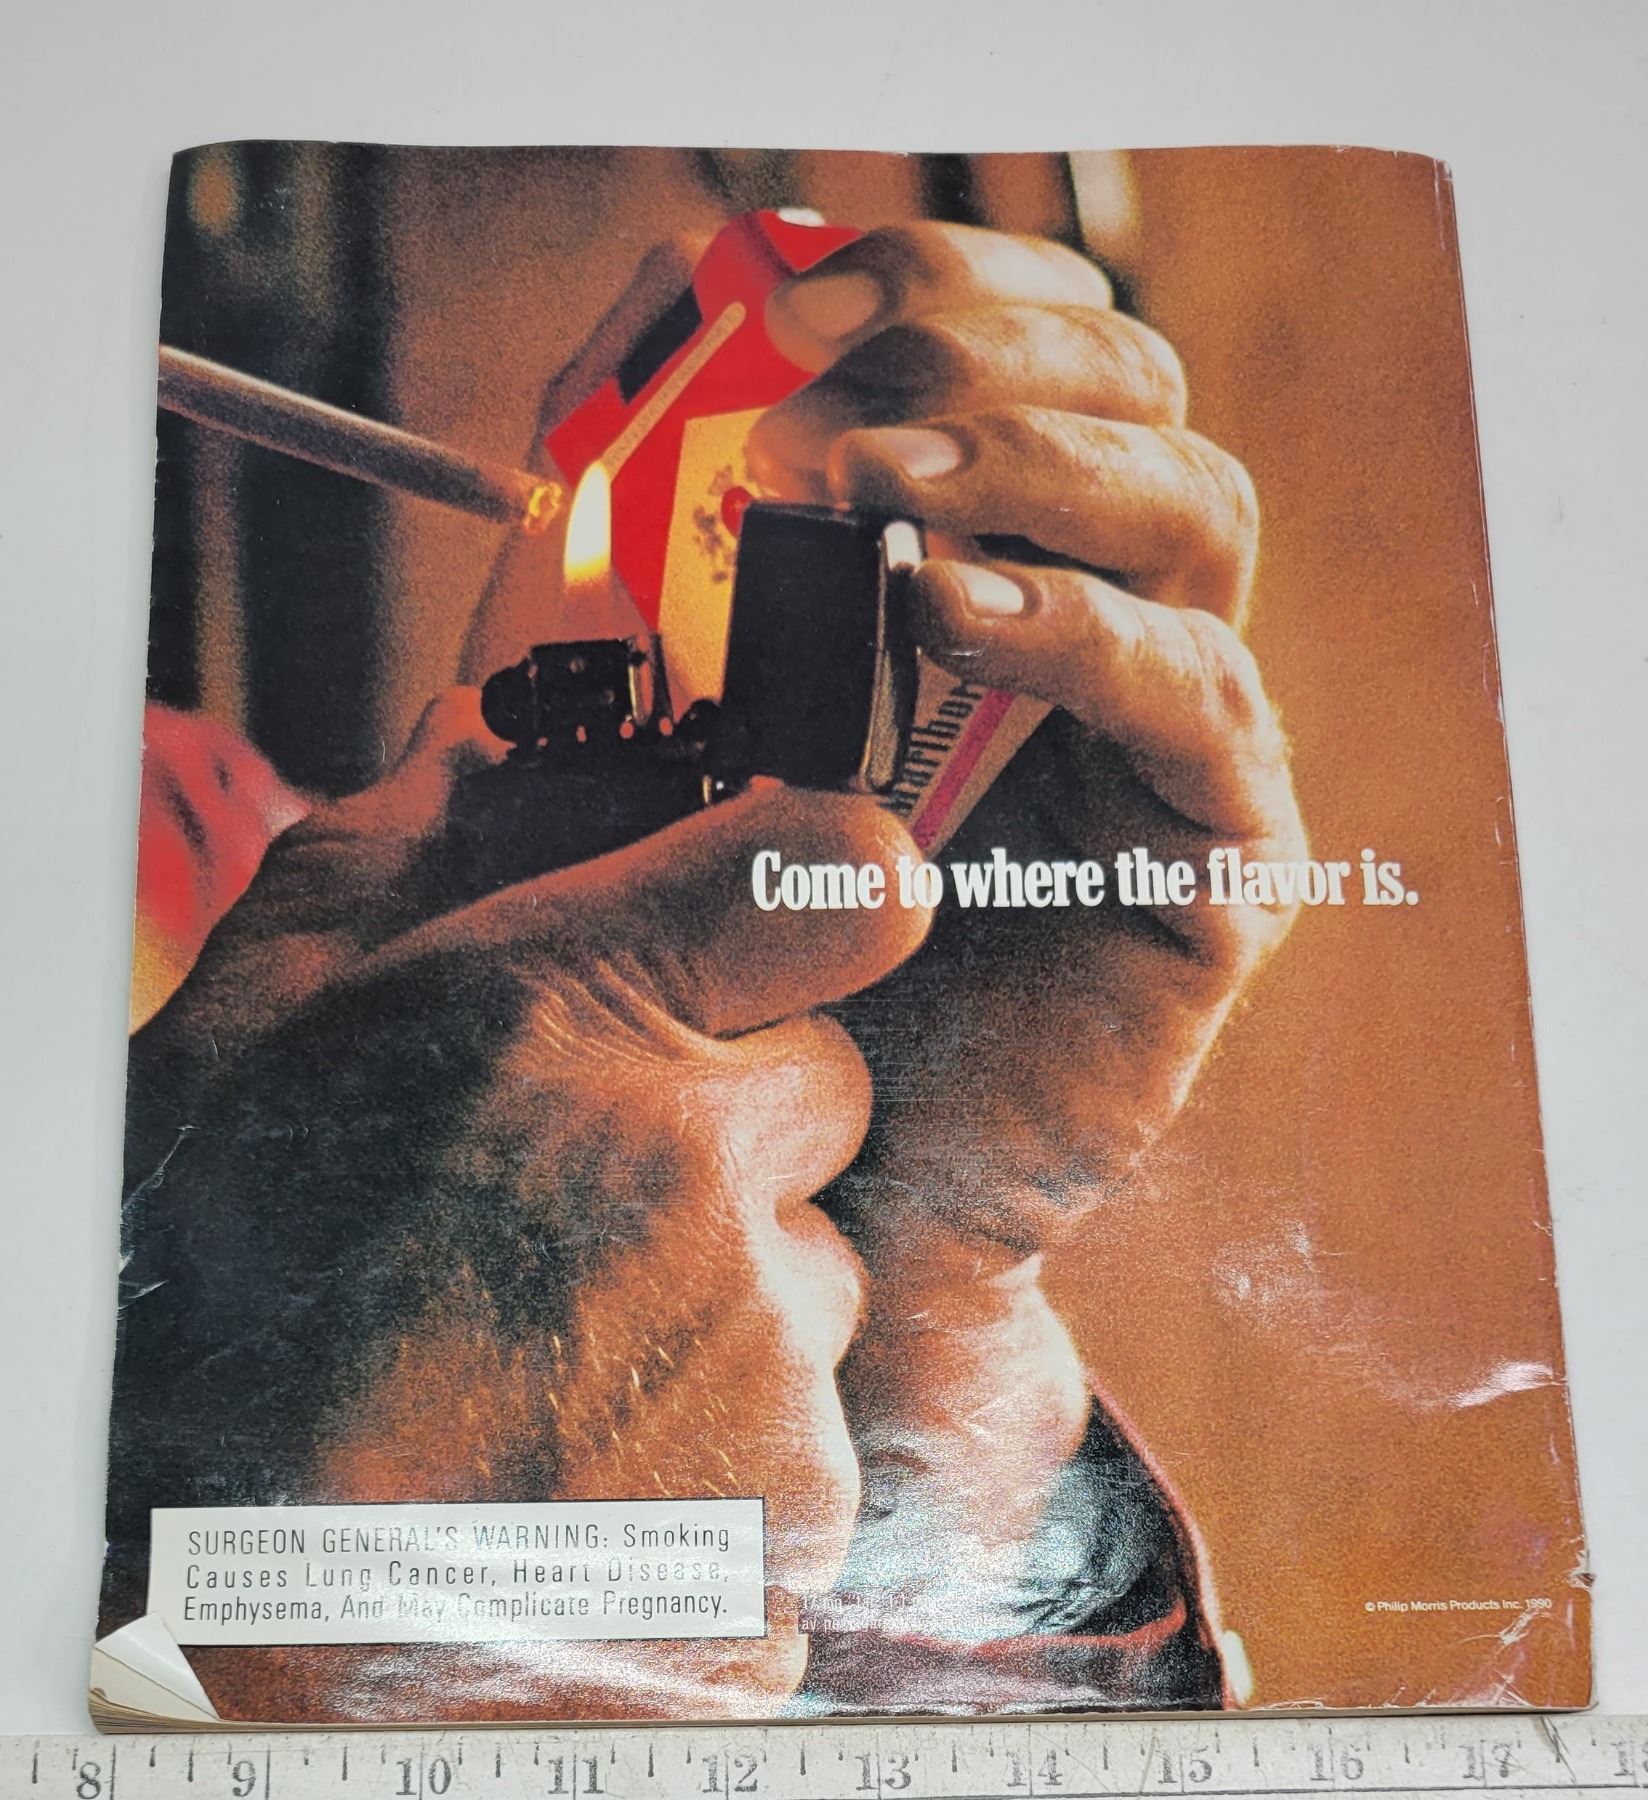 Marlboro
Come to where the flavor is.
SURGEON GENERAL'S WARNING: Smoking
Causes Lung Cancer, Heart Disease,
Emphysema, And May Complicate Pregnancy.
© Philip Morris Products Inc. 1990
8 9 10 11 12 13 14 15 16 17